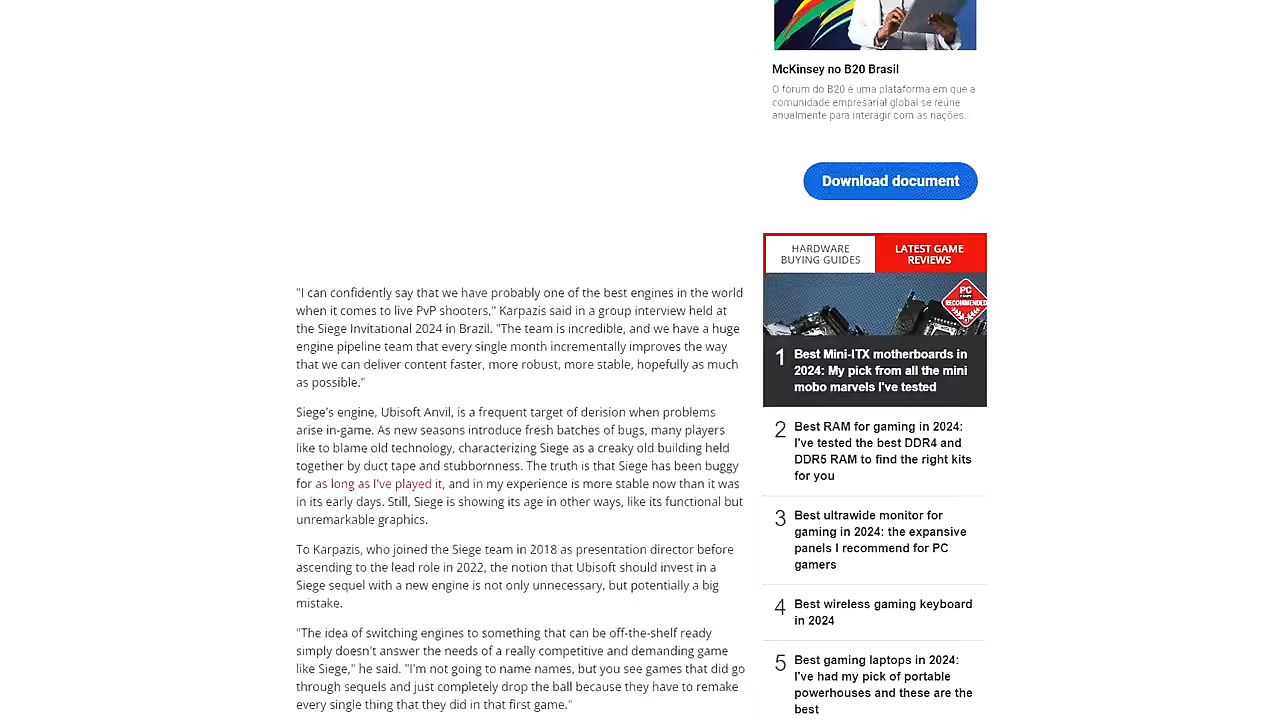 "I can confidently say that we have probably one of the best engines in the world
when it comes to live PvP shooters," Karpazis said in a group interview held at
the Siege Invitational 2024 in Brazil. "The team is incredible, and we have a huge
engine pipeline team that every single month incrementally improves the way
that we can deliver content faster, more robust, more stable, hopefully as much
as possible."
Siege's engine, Ubisoft Anvil, is a frequent target of derision when problems
arise in-game. As new seasons introduce fresh batches of bugs, many players
like to blame old technology, characterizing Siege as a creaky old building held
together by duct tape and stubbornness. The truth is that Siege has been buggy
for as long as I've played it, and in my experience is more stable now than it was
in its early days. Still, Siege is showing its age in other ways, like its functional but
unremarkable graphics.
To Karpazis, who joined the Siege team in 2018 as presentation director before
ascending to the lead role in 2022, the notion that Ubisoft should invest in a
Siege sequel with a new engine is not only unnecessary, but potentially a big
mistake.
"The idea of switching engines to something that can be off-the-shelf ready
simply doesn't answer the needs of a really competitive and demanding game
like Siege," he said. "I'm not going to name names, but you see games that did go
through sequels and just completely drop the ball because they have to remake
every single thing that they did in that first game."
McKinsey no B20 Brasil
O fórum do B20 é uma plataforma em que a
comunidade empresarial global se reúne
anualmente para interagir com as nações...
Download document
HARDWARE
BUYING GUIDES
LATEST GAME
REVIEWS
PC
GAMER
RECOMMENDED
1 Best Mini-ITX motherboards in
2024: My pick from all the mini
mobo marvels I've tested
2 Best RAM for gaming in 2024:
I've tested the best DDR4 and
DDR5 RAM to find the right kits
for you
3 Best ultrawide monitor for
gaming in 2024: the expansive
panels I recommend for PC
gamers
4 Best wireless gaming keyboard
in 2024
5 Best gaming laptops in 2024:
I've had my pick of portable
powerhouses and these are the
best